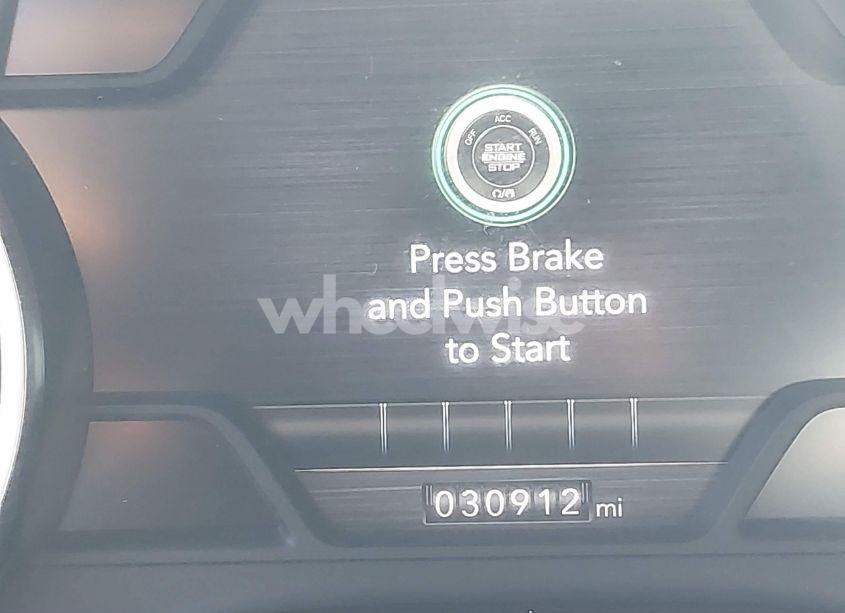 OFF ACC RUN
START
ENGINE
STOP
Press Brake
and Push Button
wheelwise
to Start
030912 mi